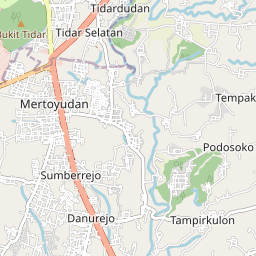 Tidardudan
Tidar Selatan
Bukit Tidar
Mertoyudan
Tempak
Podosoko
Sumberrejo
Danurejo
Tampirkulon